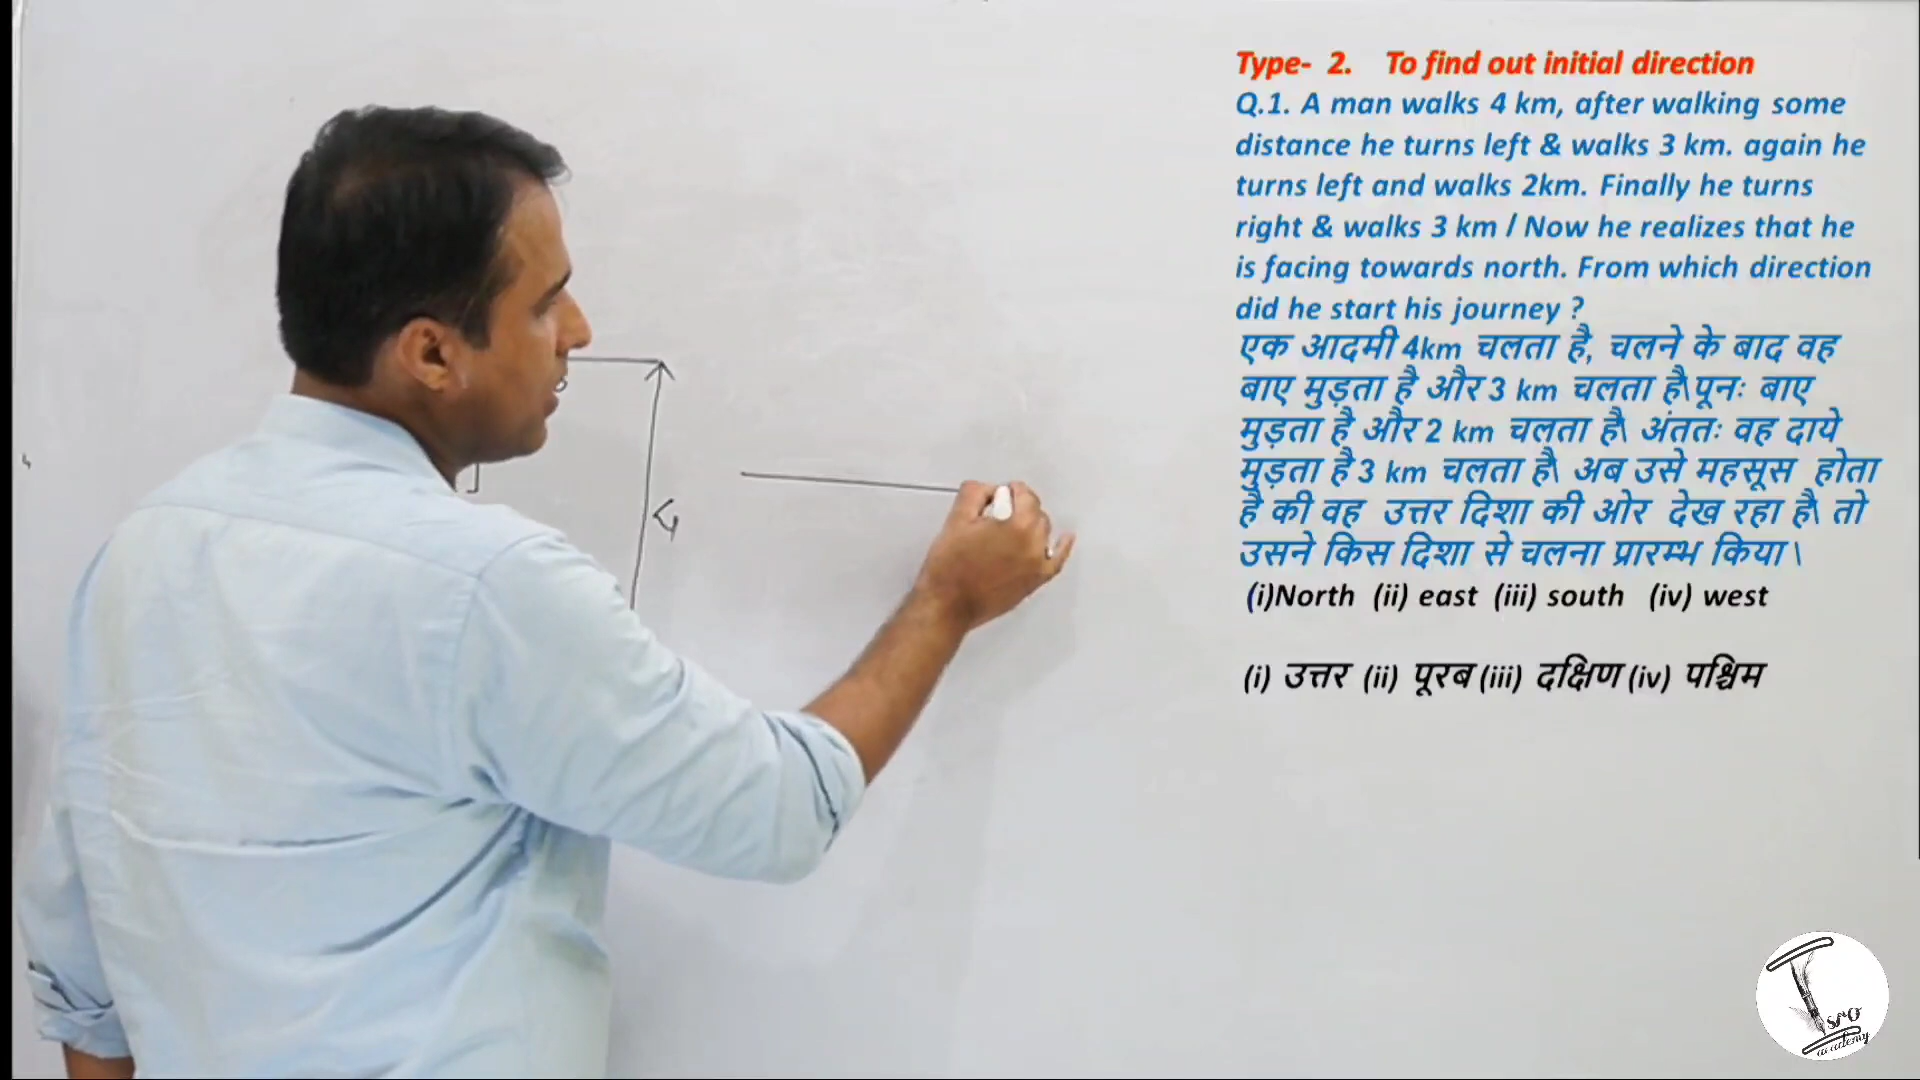 Type- 2. To find out initial direction
Q.1. A man walks 4 km, after walking some
distance he turns left & walks 3 km. again he
turns left and walks 2km. Finally he turns
right & walks 3 km / Now he realizes that he
is facing towards north. From which direction
did he start his journey ?
एक आदमी 4km चलता है, चलने के बाद वह
बाए मुड़ता है और 3 km चलता है\ पूनः बाए
मुड़ता है और 2 km चलता है\ अंततः वह दाये
मुड़ता है 3 km चलता है\ अब उसे महसूस होता
है की वह उत्तर दिशा की ओर देख रहा है\ तो
उसने किस दिशा से चलना प्रारम्भ किया \
(i)North (ii) east (iii) south (iv) west
(i) उत्तर (ii) पूरब (iii) दक्षिण (iv) पश्चिम
4
Isro
academy